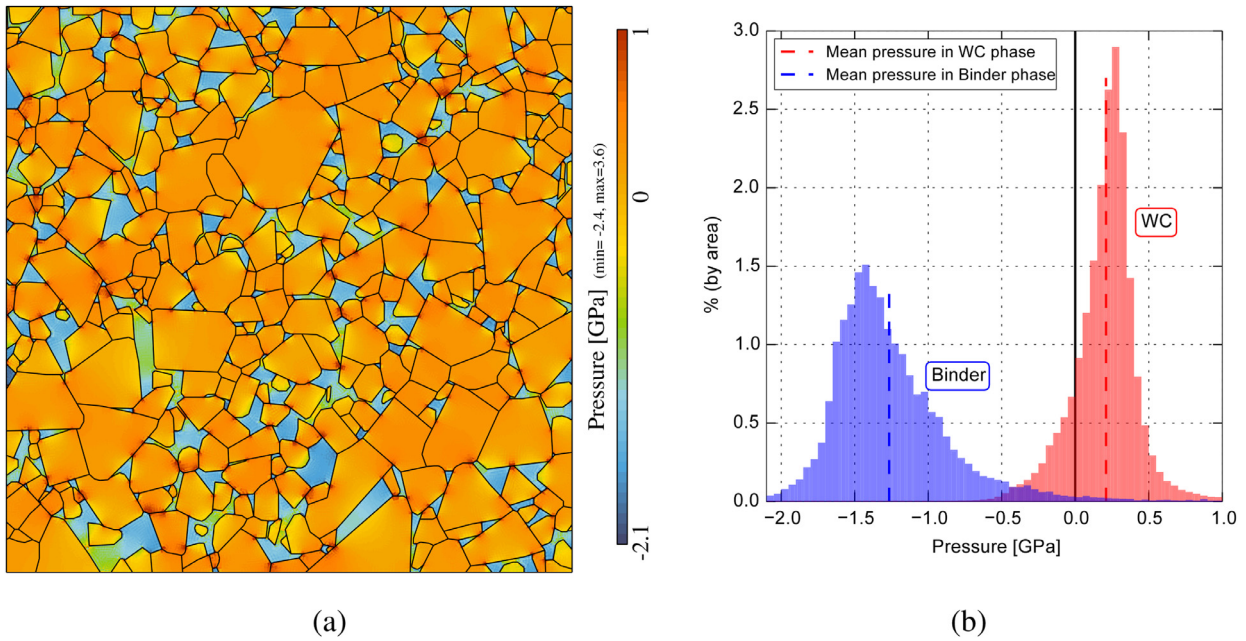 1
0
-2.1
Pressure [GPa] (min= -2.4, max=3.6)
(a)
3.0
2.5
2.0
1.5
1.0
0.5
0.0
% (by area)
Mean pressure in WC phase
Mean pressure in Binder phase
WC
Binder
−2.0 −1.5 −1.0 −0.5 0.0 0.5 1.0
Pressure [GPa]
(b)